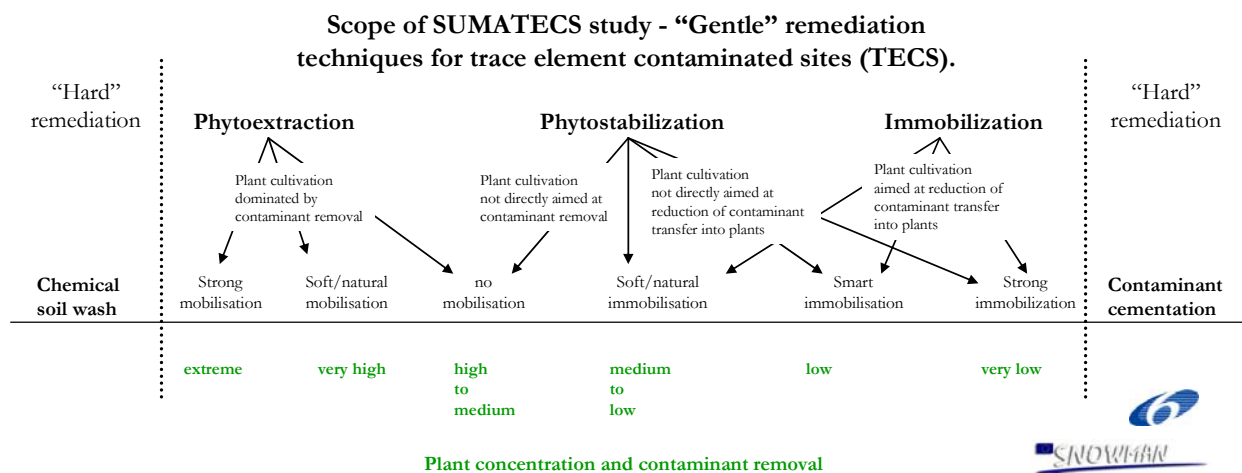 Scope of SUMATECS study - “Gentle” remediation
techniques for trace element contaminated sites (TECS).
“Hard”
remediation
“Hard”
remediation
Phytoextraction
Phytostabilization
Immobilization
Plant cultivation
dominated by
contaminant removal
Plant cultivation
not directly aimed at
contaminant removal
Plant cultivation
not directly aimed at
reduction of contaminant
transfer into plants
Plant cultivation
aimed at reduction of
contaminant transfer
into plants
Chemical
soil wash
Strong
mobilisation
Soft/natural
mobilisation
no
mobilisation
Soft/natural
immobilisation
Smart
immobilisation
Strong
immobilization
Contaminant
cementation
extreme
very high
high
to
medium
medium
to
low
low
very low
6
SNOWMAN
Plant concentration and contaminant removal